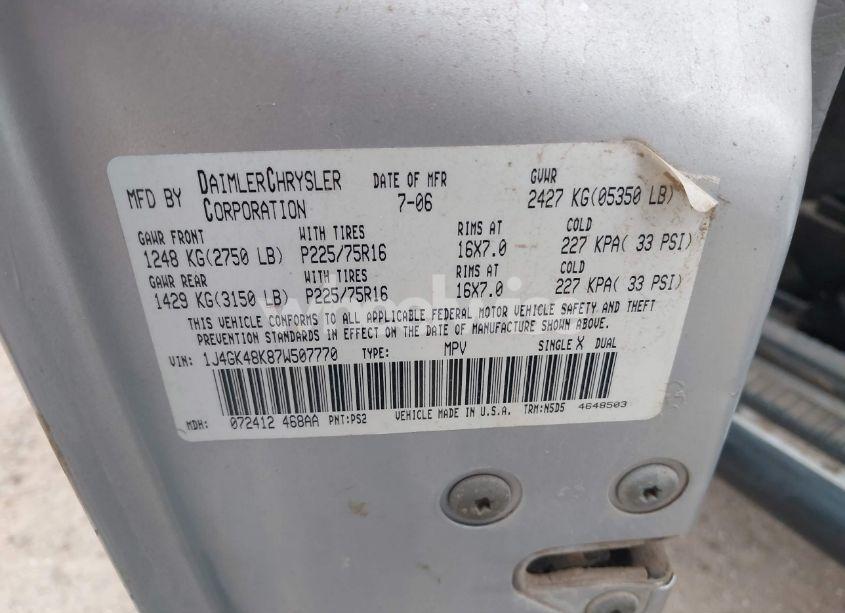 MFD BY DAIMLERCHRYSLER CORPORATION DATE OF MFR 7-06 GVWR 2427 KG(05350 LB)
GAWR FRONT WITH TIRES RIMS AT COLD
1248 KG(2750 LB) P225/75R16 16X7.0 227 KPA( 33 PSI)
GAWR REAR WITH TIRES RIMS AT COLD
1429 KG(3150 LB) P225/75R16 16X7.0 227 KPA( 33 PSI)
THIS VEHICLE CONFORMS TO ALL APPLICABLE FEDERAL MOTOR VEHICLE SAFETY AND THEFT
PREVENTION STANDARDS IN EFFECT ON THE DATE OF MANUFACTURE SHOWN ABOVE.
VIN: 1J4GK48K87W507770 TYPE: MPV SINGLE X DUAL
MDH: 072412 468AA PNT:PS2 VEHICLE MADE IN U.S.A. TRM:N5D5 4648503